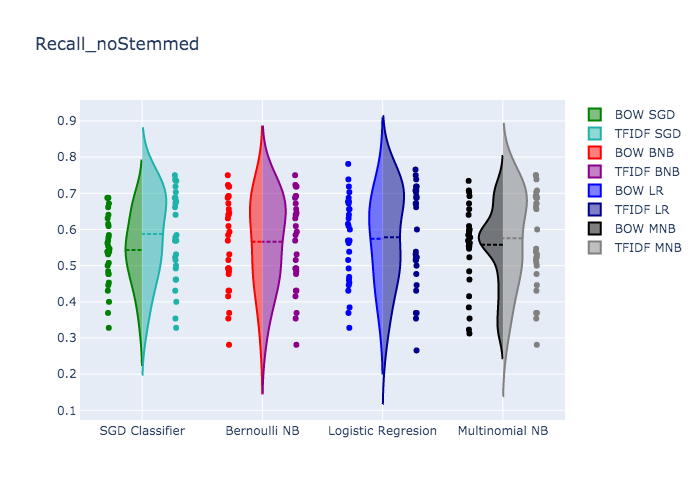 Recall_noStemmed
0.9
0.8
0.7
0.6
0.5
0.4
0.3
0.2
0.1
SGD Classifier
Bernoulli NB
Logistic Regresion
Multinomial NB
BOW SGD
TFIDF SGD
BOW BNB
TFIDF BNB
BOW LR
TFIDF LR
BOW MNB
TFIDF MNB